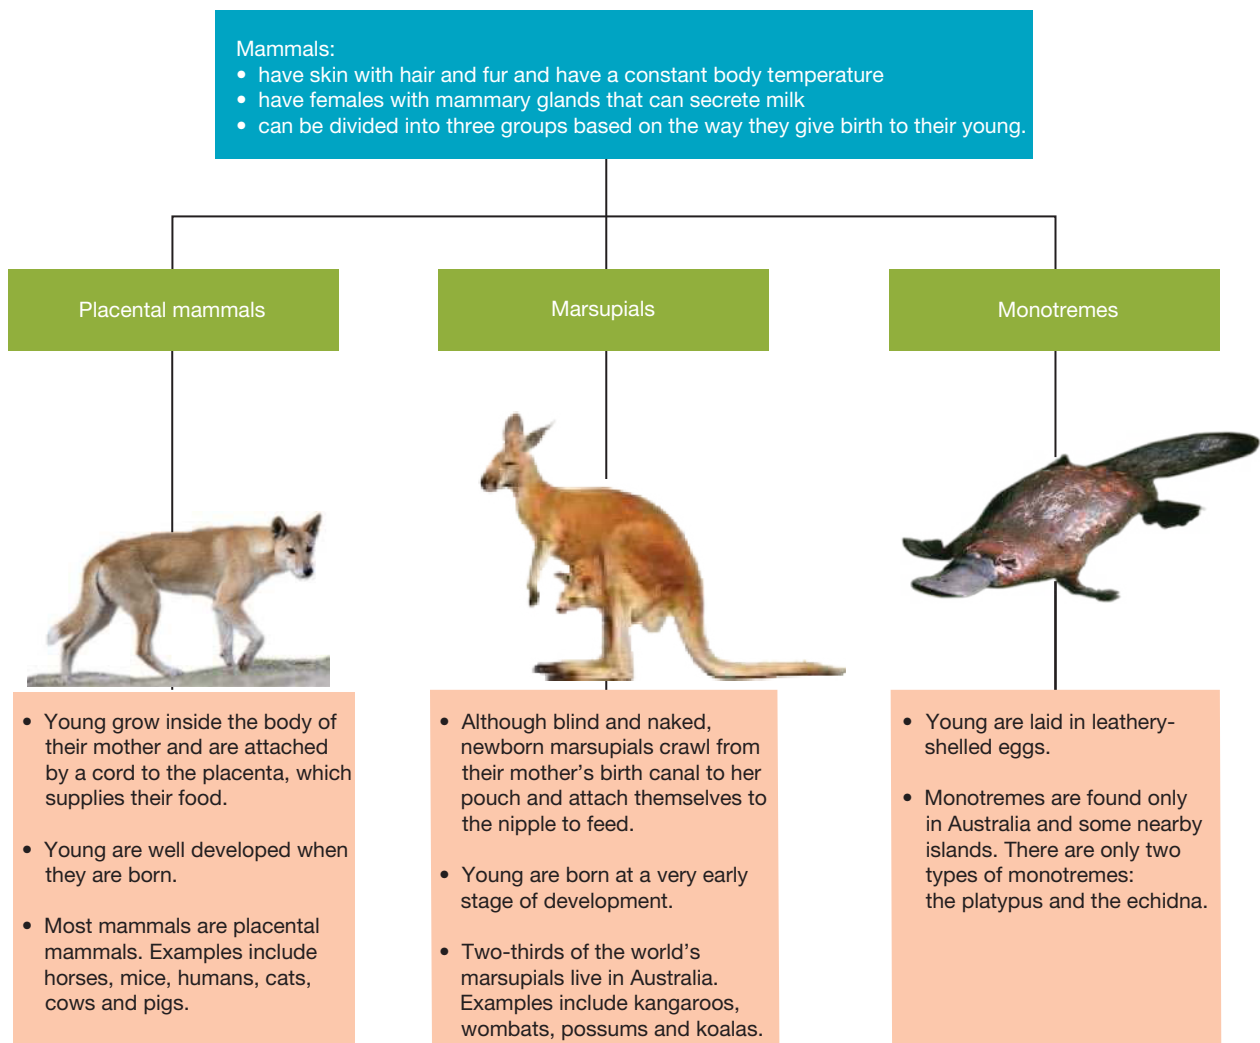 Mammals:
• have skin with hair and fur and have a constant body temperature
• have females with mammary glands that can secrete milk
• can be divided into three groups based on the way they give birth to their young.
Placental mammals
Marsupials
Monotremes
• Young grow inside the body of
their mother and are attached
by a cord to the placenta, which
supplies their food.
• Young are well developed when
they are born.
• Most mammals are placental
mammals. Examples include
horses, mice, humans, cats,
cows and pigs.
• Although blind and naked,
newborn marsupials crawl from
their mother’s birth canal to her
pouch and attach themselves to
the nipple to feed.
• Young are born at a very early
stage of development.
• Two-thirds of the world’s
marsupials live in Australia.
Examples include kangaroos,
wombats, possums and koalas.
• Young are laid in leathery-
shelled eggs.
• Monotremes are found only
in Australia and some nearby
islands. There are only two
types of monotremes:
the platypus and the echidna.